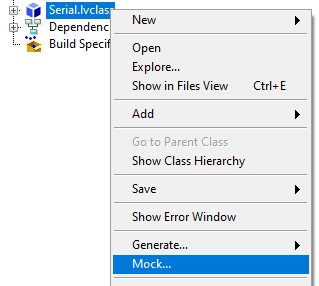 Serial.lvclass
Dependenc
Build Specif
New
Open
Explore...
Show in Files View Ctrl+E
Add
Go to Parent Class
Show Class Hierarchy
Save
Show Error Window
Generate...
Mock...